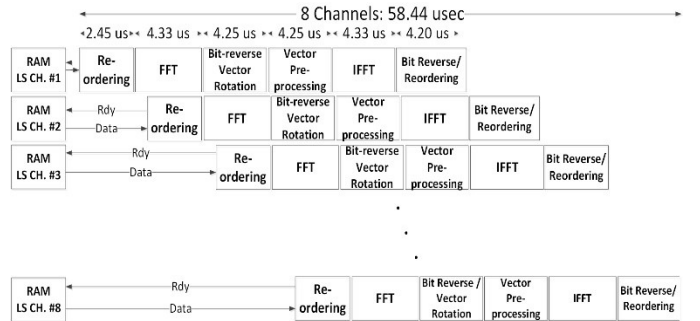 8 Channels: 58.44 usec
2.45 us 4.33 us 4.25 us 4.25 us 4.33 us 4.20 us
RAM
LS CH. #1
Re-
ordering
FFT
Bit-reverse
Vector
Rotation
Vector
Pre-
processing
IFFT
Bit Reverse/
Reordering
RAM
LS CH. #2
Rdy
Data
Re-
ordering
FFT
Bit-reverse
Vector
Rotation
Vector
Pre-
processing
IFFT
Bit Reverse/
Reordering
RAM
LS CH. #3
Rdy
Data
Re-
ordering
FFT
Bit-reverse
Vector
Rotation
Vector
Pre-
processing
IFFT
Bit Reverse/
Reordering
RAM
LS CH. #8
Rdy
Data
Re-
ordering
FFT
Bit Reverse /
Vector
Rotation
Vector
Pre-
processing
IFFT
Bit Reverse/
Reordering